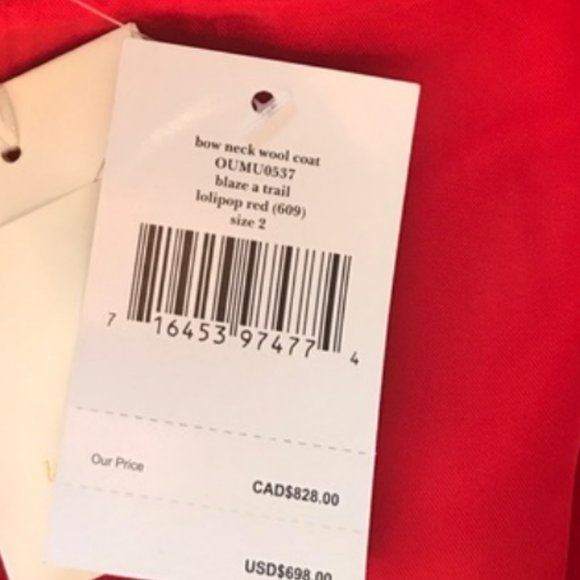 bow neck wool coat
OUMU0537
blaze a trail
lolipop red (609)
size 2
7 16453 97477 4
Our Price
CAD$828.00
USD$698.00